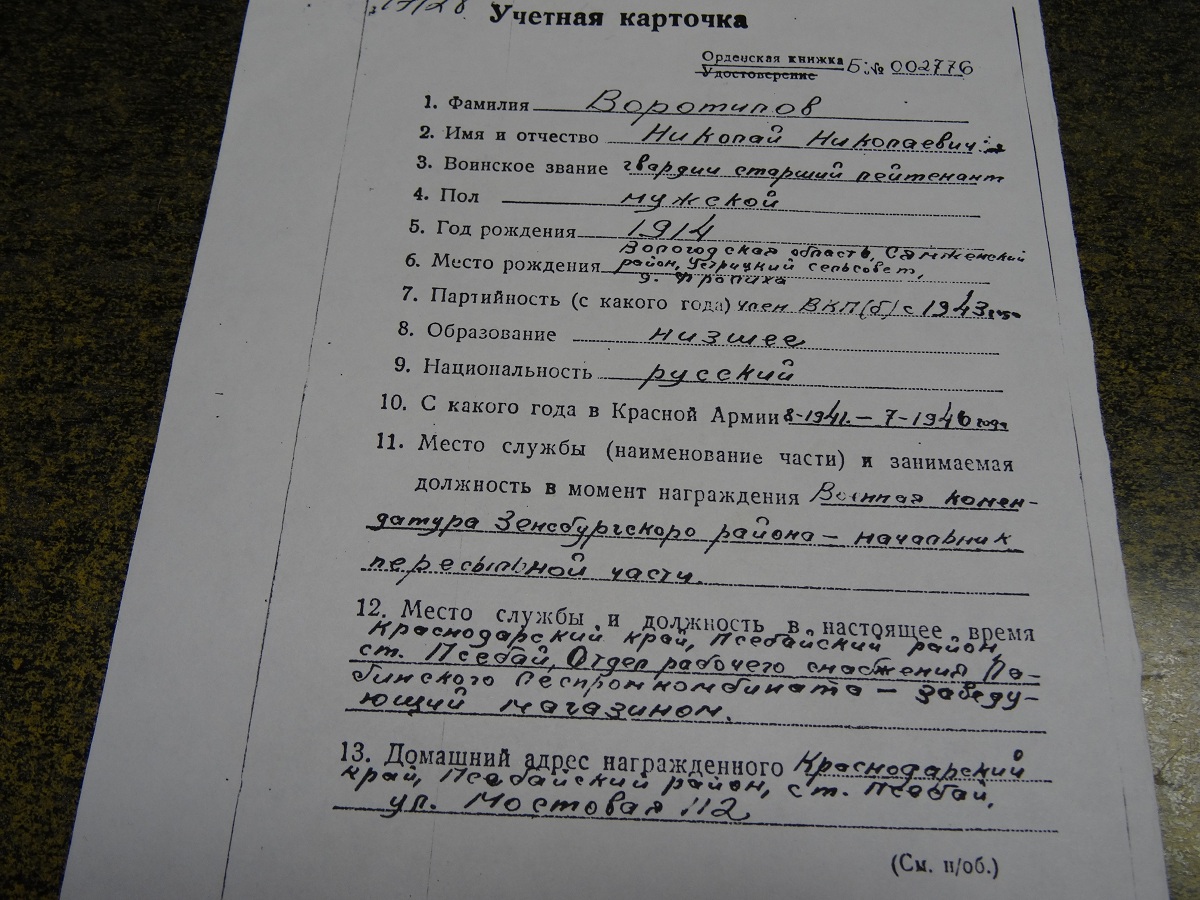 Учетная карточка
Орденская книжка Б: № 002776
Удостоверение
1. Фамилия Воротилов
2. Имя и отчество Николай Николаевич
3. Воинское звание гвардии старший лейтенант
4. Пол мужской
5. Год рождения 1914
6. Место рождения Вологодская область, Сямженский
район, Устрицкий сельсовет,
д. Фролиха
7. Партийность (с какого года) член ВКП(б) с 1943 года
8. Образование низшее
9. Национальность русский
10. С какого года в Красной Армии 8-1941. – 7-1946 года
11. Место службы (наименование части) и занимаемая
должность в момент награждения Военная комен-
датура Зенсбургского района – начальник
пересыльной части.
12. Место службы и должность в настоящее время
Краснодарский край, Псебайский район,
ст. Псебай, Отдел рабочего снабжения Ла-
бинского Леспромкомбината – заведу-
ющий магазином.
13. Домашний адрес награжденного Краснодарский
край, Псебайский район, ст. Псебай,
ул. Мостовая 112
(См. н/об.)